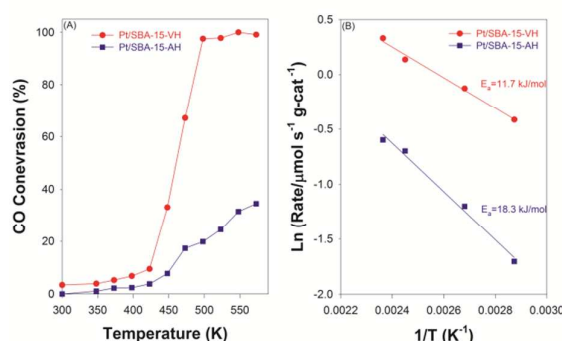 (A)
Pt/SBA-15-VH
Pt/SBA-15-AH
CO Conevrasion (%)
100
80
60
40
20
0
300 350 400 450 500 550
Temperature (K)
(B)
Pt/SBA-15-VH
Pt/SBA-15-AH
Ln (Rate/μmol s⁻¹ g-cat⁻¹)
0.5
0.0
-0.5
-1.0
-1.5
-2.0
Eₐ=11.7 kJ/mol
Eₐ=18.3 kJ/mol
0.0022 0.0024 0.0026 0.0028 0.0030
1/T (K⁻¹)